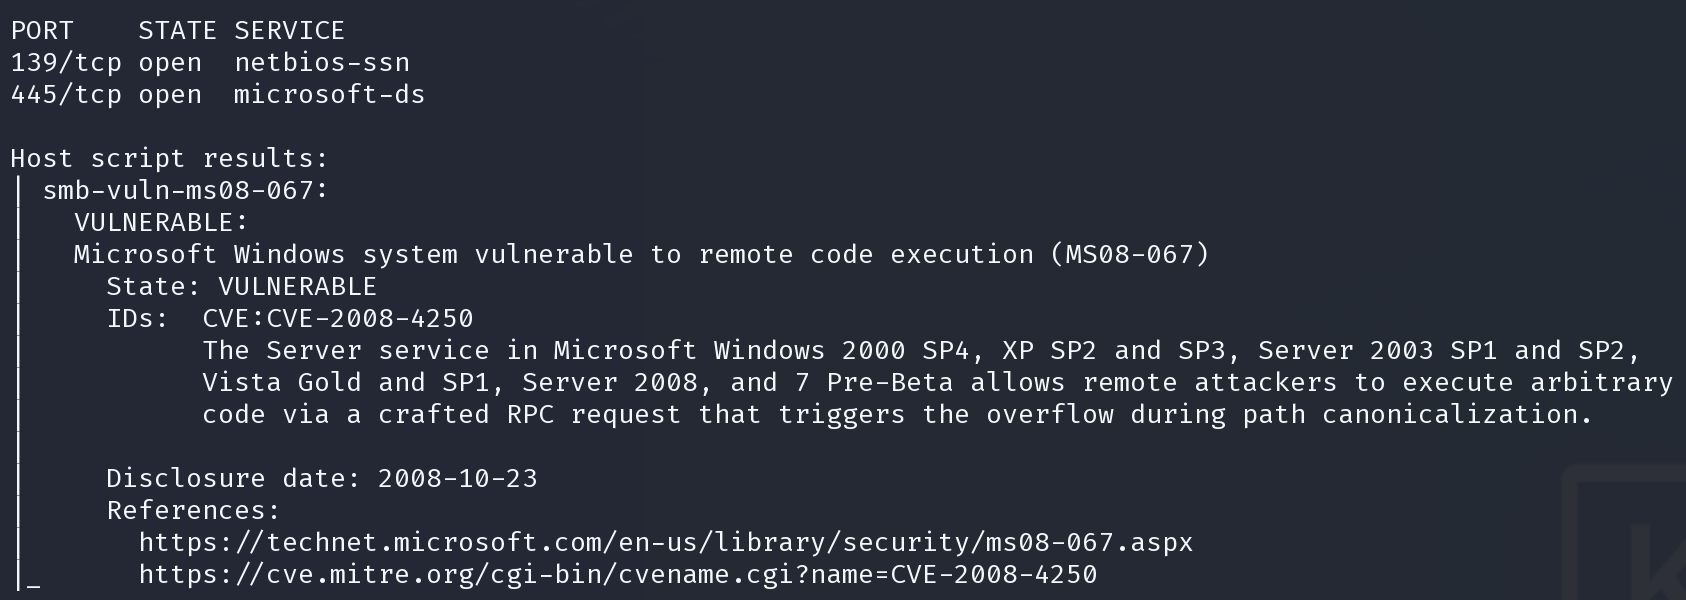 PORT    STATE SERVICE
139/tcp open  netbios-ssn
445/tcp open  microsoft-ds

Host script results:
| smb-vuln-ms08-067:
|   VULNERABLE:
|   Microsoft Windows system vulnerable to remote code execution (MS08-067)
|     State: VULNERABLE
|     IDs:  CVE:CVE-2008-4250
|           The Server service in Microsoft Windows 2000 SP4, XP SP2 and SP3, Server 2003 SP1 and SP2,
|           Vista Gold and SP1, Server 2008, and 7 Pre-Beta allows remote attackers to execute arbitrary
|           code via a crafted RPC request that triggers the overflow during path canonicalization.
|
|     Disclosure date: 2008-10-23
|     References:
|       https://technet.microsoft.com/en-us/library/security/ms08-067.aspx
|_      https://cve.mitre.org/cgi-bin/cvename.cgi?name=CVE-2008-4250